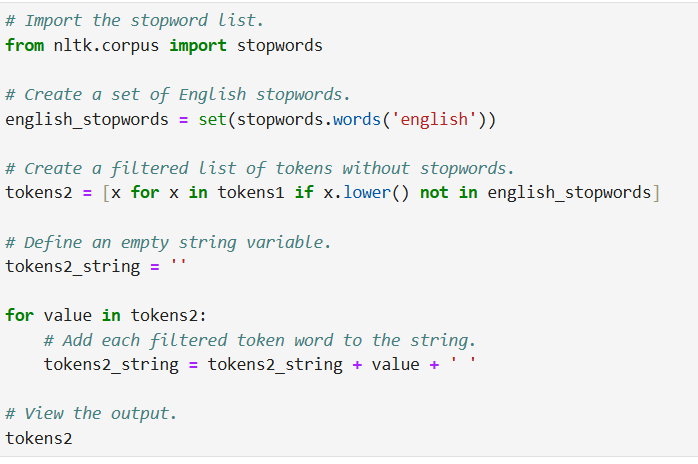 # Import the stopword list.
from nltk.corpus import stopwords
# Create a set of English stopwords.
english_stopwords = set(stopwords.words('english'))
# Create a filtered list of tokens without stopwords.
tokens2 = [x for x in tokens1 if x.lower() not in english_stopwords]
# Define an empty string variable.
tokens2_string = ''
for value in tokens2:
    # Add each filtered token word to the string.
    tokens2_string = tokens2_string + value + ' '
# View the output.
tokens2